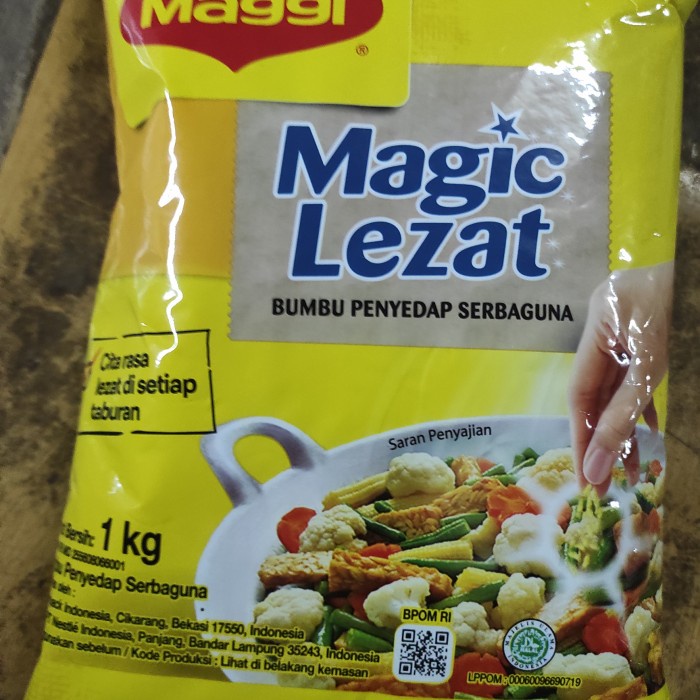 Maggi
®
Magic
Lezat
BUMBU PENYEDAP SERBAGUNA
Cita rasa
lezat di setiap
taburan
Saran Penyajian
Bersih: 1 kg
Penyedap Serbaguna
Indonesia, Cikarang, Bekasi 17550, Indonesia
Nestlé Indonesia, Panjang, Bandar Lampung 35243, Indonesia
sebelum / Kode Produksi : Lihat di belakang kemasan
BPOM RI
HALAL
LPPOM : 00060096690719